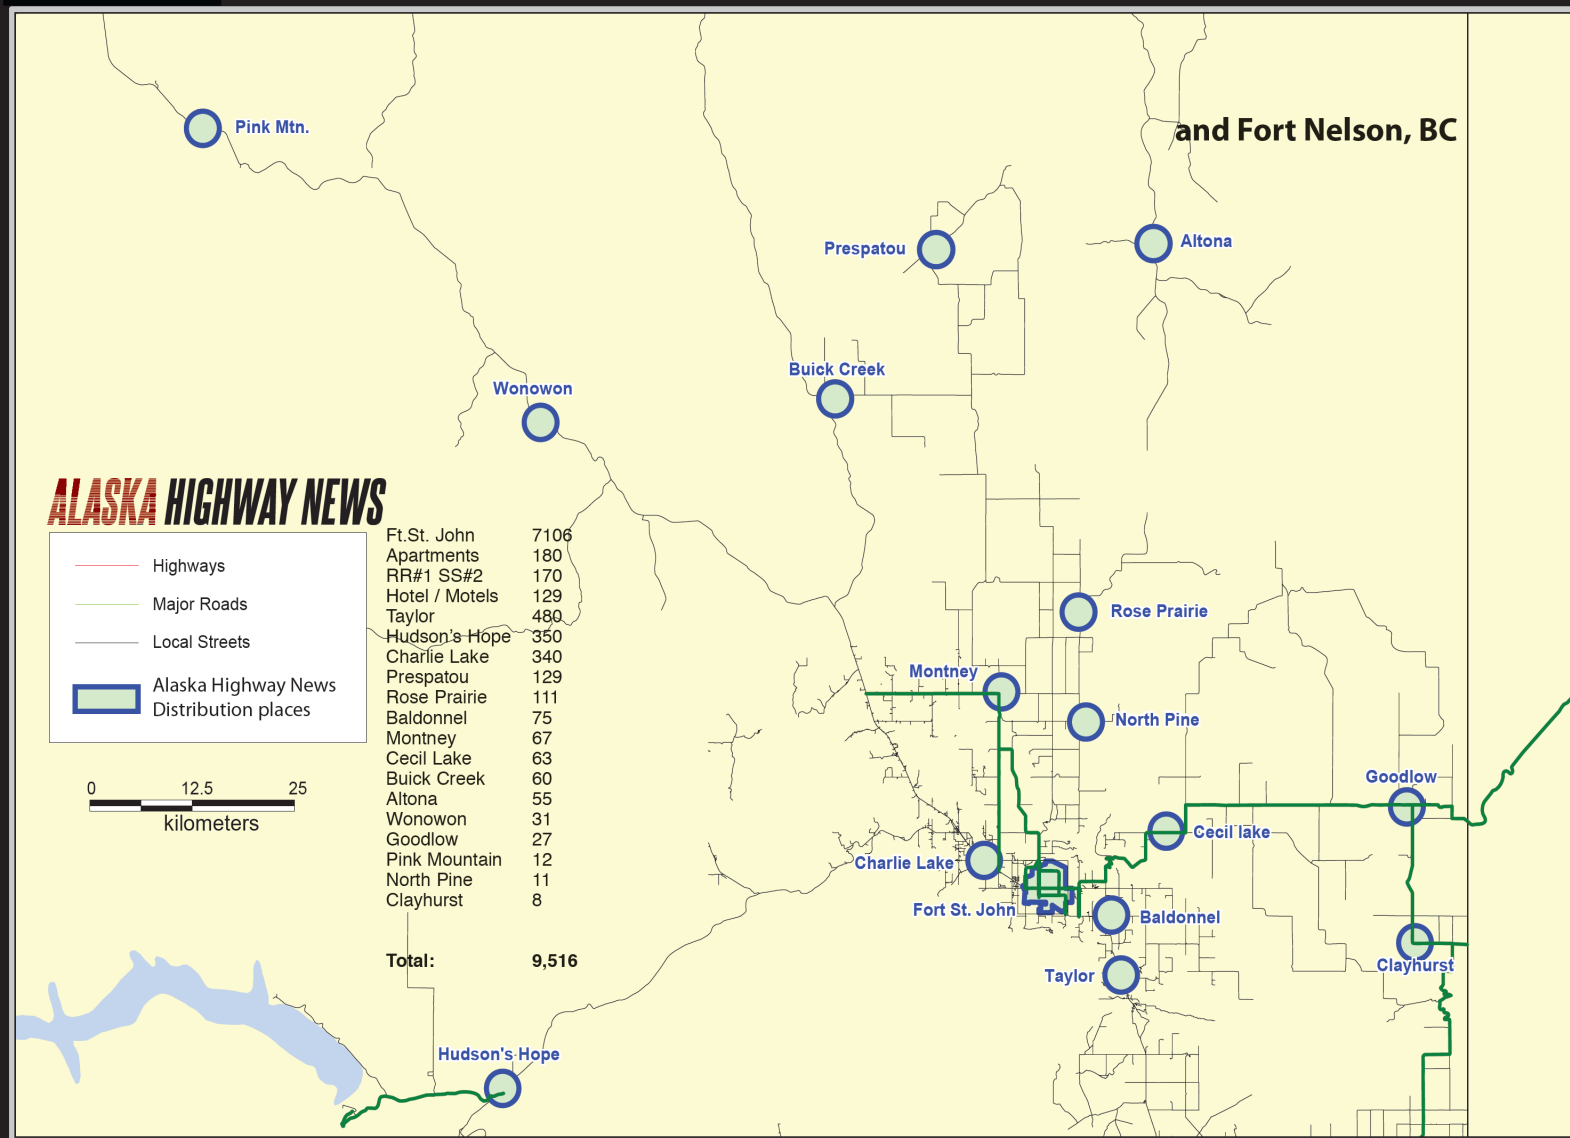 Pink Mtn.
and Fort Nelson, BC
Prespatou
Altona
Buick Creek
Wonowon
ALASKA HIGHWAY NEWS
Highways
Major Roads
Local Streets
Alaska Highway News
Distribution places
0 12.5 25
kilometers
Ft.St. John 7106
Apartments 180
RR#1 SS#2 170
Hotel / Motels 129
Taylor 480
Hudson's Hope 350
Charlie Lake 340
Prespatou 129
Rose Prairie 111
Baldonnel 75
Montney 67
Cecil Lake 63
Buick Creek 60
Altona 55
Wonowon 31
Goodlow 27
Pink Mountain 12
North Pine 11
Clayhurst 8
Total: 9,516
Rose Prairie
Montney
North Pine
Goodlow
Cecil lake
Charlie Lake
Fort St. John
Baldonnel
Clayhurst
Taylor
Hudson's Hope